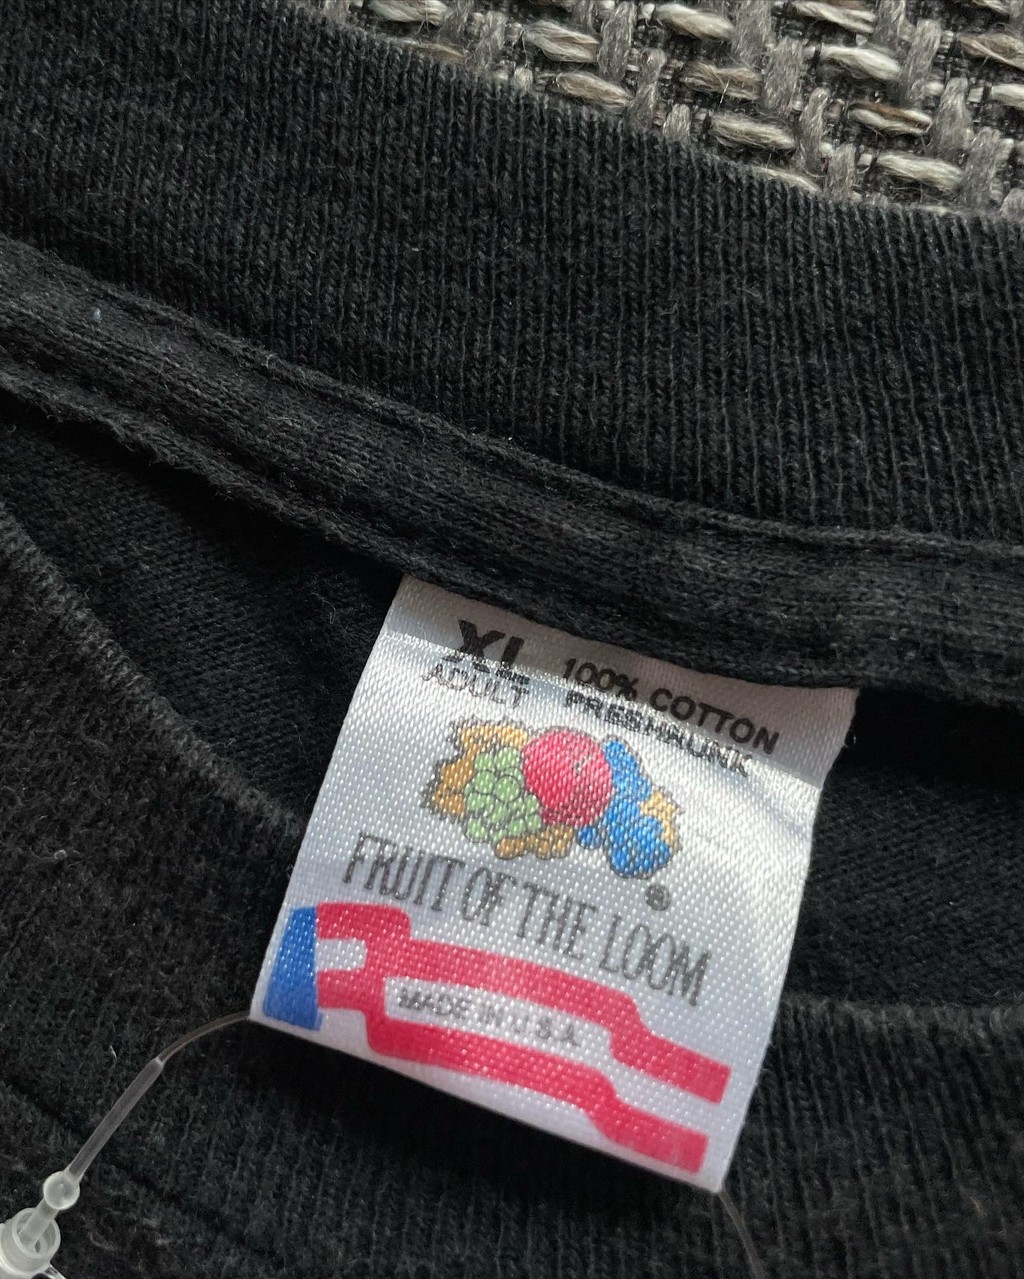 XL 100% COTTON
ADULT PRESHRUNK
FRUIT OF THE LOOM
®
MADE IN U.S.A.